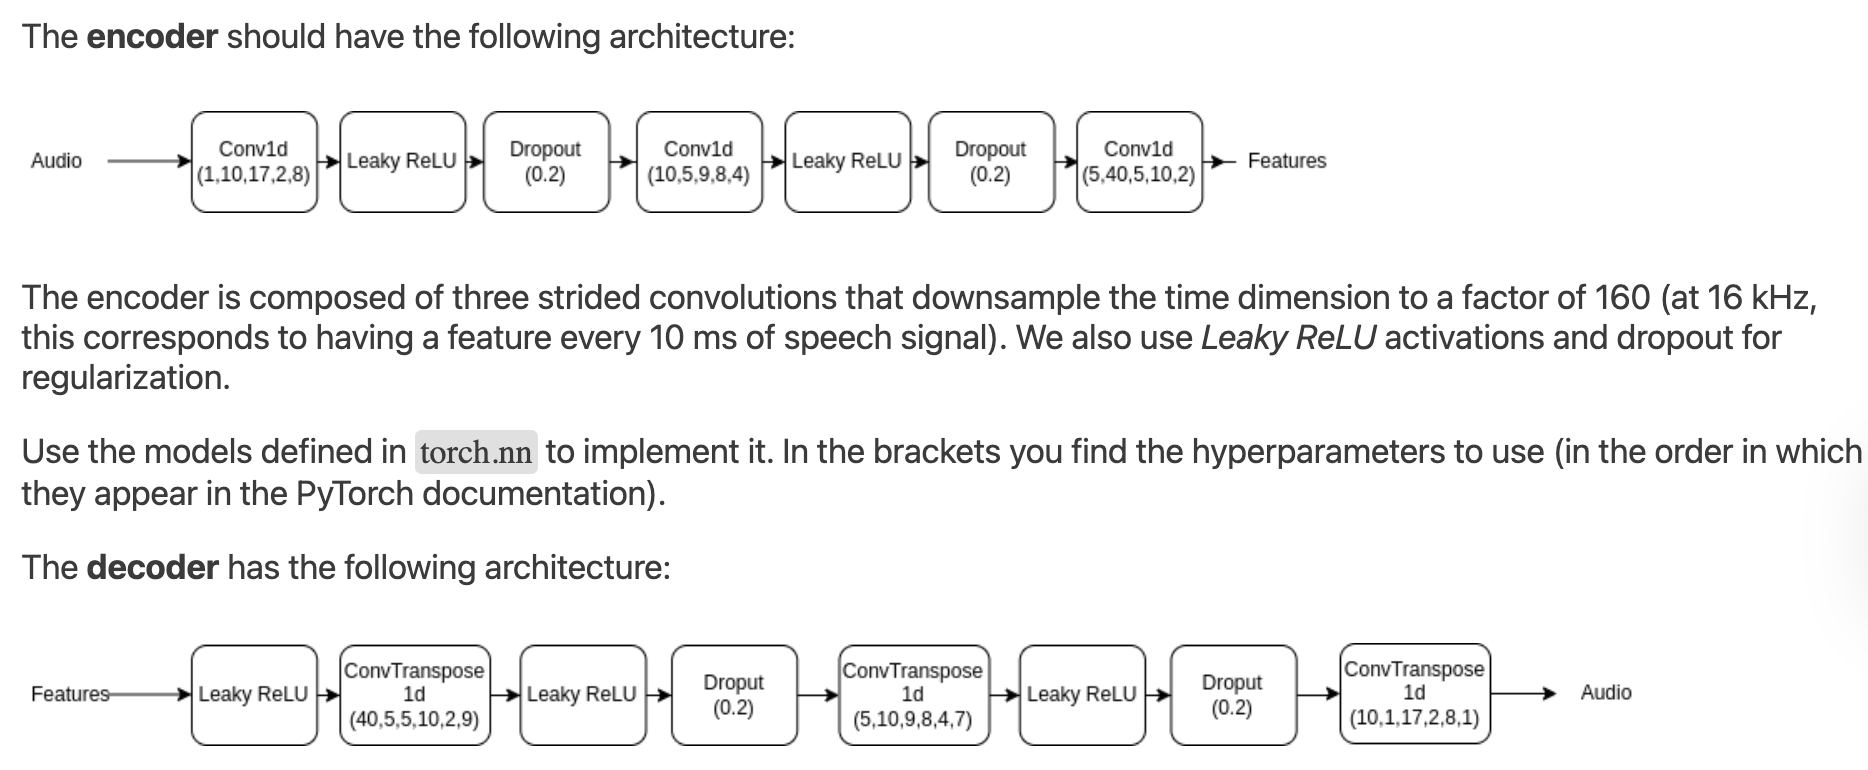 The encoder should have the following architecture:
Audio
Conv1d
(1,10,17,2,8)
Leaky ReLU
Dropout
(0.2)
Conv1d
(10,5,9,8,4)
Leaky ReLU
Dropout
(0.2)
Conv1d
(5,40,5,10,2)
Features
The encoder is composed of three strided convolutions that downsample the time dimension to a factor of 160 (at 16 kHz,
this corresponds to having a feature every 10 ms of speech signal). We also use Leaky ReLU activations and dropout for
regularization.
Use the models defined in torch.nn to implement it. In the brackets you find the hyperparameters to use (in the order in which
they appear in the PyTorch documentation).
The decoder has the following architecture:
Features
Leaky ReLU
ConvTranspose
1d
(40,5,5,10,2,9)
Leaky ReLU
Droput
(0.2)
ConvTranspose
1d
(5,10,9,8,4,7)
Leaky ReLU
Droput
(0.2)
ConvTranspose
1d
(10,1,17,2,8,1)
Audio